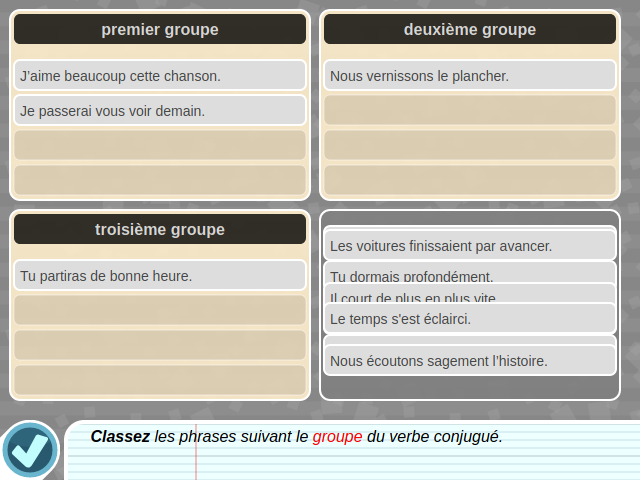 premier groupe
J’aime beaucoup cette chanson.
Je passerai vous voir demain.
deuxième groupe
Nous vernissons le plancher.
troisième groupe
Tu partiras de bonne heure.
Les voitures finissaient par avancer.
Tu dormais profondément.
Il court de plus en plus vite.
Le temps s'est éclairci.
Nous écoutons sagement l’histoire.
Classez les phrases suivant le groupe du verbe conjugué.